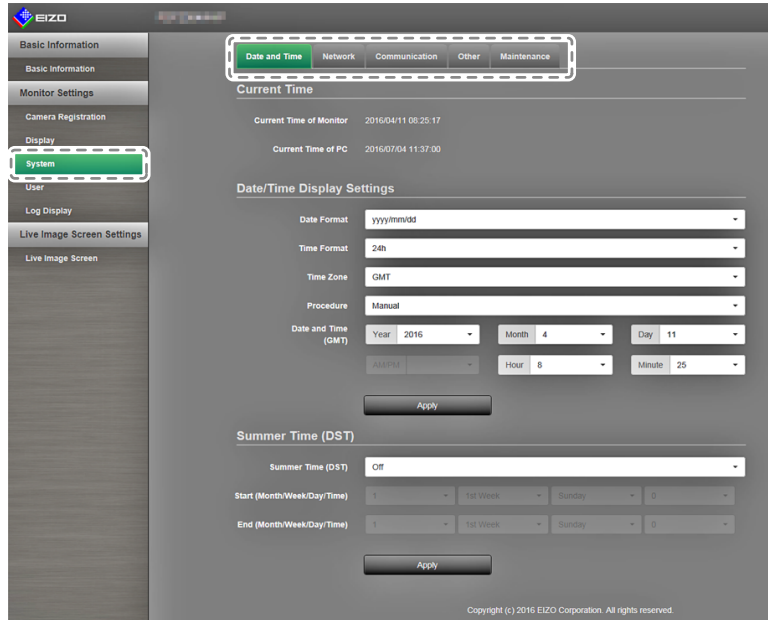 EIZO
Basic Information
Basic Information
Monitor Settings
Camera Registration
Display
System
User
Log Display
Live Image Screen Settings
Live Image Screen
Date and Time Network Communication Other Maintenance
Current Time
Current Time of Monitor 2016/04/11 08:25:17
Current Time of PC 2016/07/04 11:37:00
Date/Time Display Settings
Date Format yyyy/mm/dd
Time Format 24h
Time Zone GMT
Procedure Manual
Date and Time
(GMT)
Year 2016 Month 4 Day 11
AM/PM Hour 8 Minute 25
Apply
Summer Time (DST)
Summer Time (DST) Off
Start (Month/Week/Day/Time) 1 1st Week Sunday 0
End (Month/Week/Day/Time) 1 1st Week Sunday 0
Apply
Copyright (c) 2016 EIZO Corporation. All rights reserved.